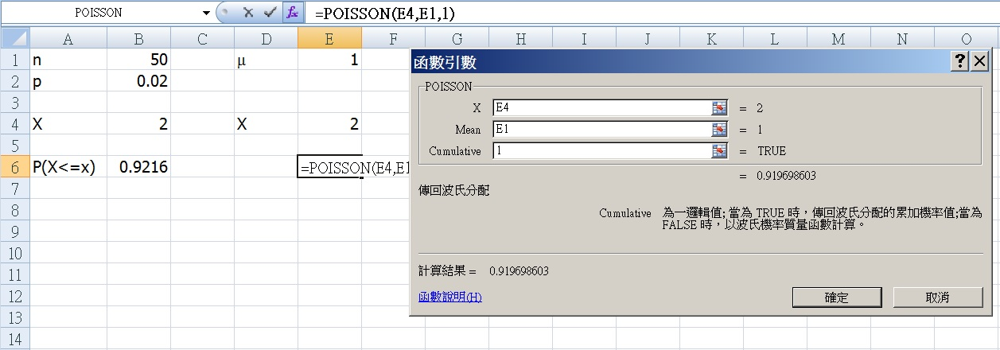 POISSON =POISSON(E4,E1,1)
A B C D E F G H I J K L M N O
1 n 50 μ 1
2 p 0.02
3
4 X 2 X 2
5
6 P(X<=x) 0.9216 =POISSON(E4,E1
7
8
9
10
11
12
13
14
函數引數
POISSON
X E4 = 2
Mean E1 = 1
Cumulative 1 = TRUE
= 0.919698603
傳回波氏分配
Cumulative 為一邏輯值; 當為 TRUE 時，傳回波氏分配的累加機率值;當為
FALSE 時，以波氏機率質量函數計算。
計算結果 = 0.919698603
函數說明(H) 確定 取消